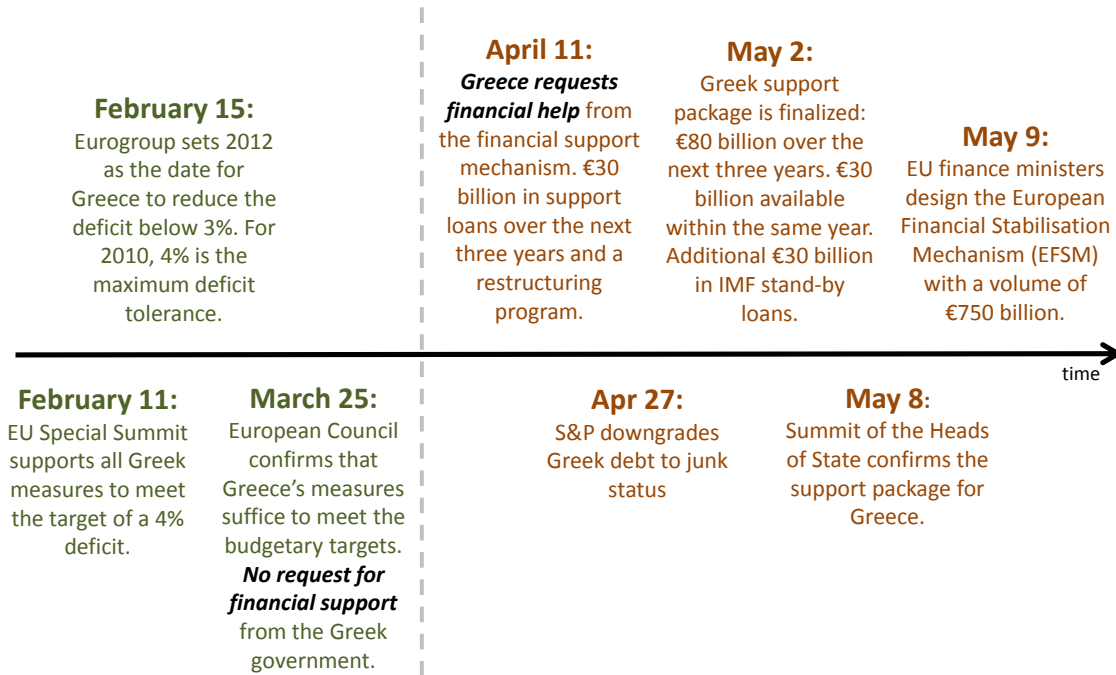 February 15:
Eurogroup sets 2012
as the date for
Greece to reduce the
deficit below 3%. For
2010, 4% is the
maximum deficit
tolerance.
April 11:
Greece requests
financial help from
the financial support
mechanism. €30
billion in support
loans over the next
three years and a
restructuring
program.
May 2:
Greek support
package is finalized:
€80 billion over the
next three years. €30
billion available
within the same year.
Additional €30 billion
in IMF stand-by
loans.
May 9:
EU finance ministers
design the European
Financial Stabilisation
Mechanism (EFSM)
with a volume of
€750 billion.
time
February 11:
EU Special Summit
supports all Greek
measures to meet
the target of a 4%
deficit.
March 25:
European Council
confirms that
Greece’s measures
suffice to meet the
budgetary targets.
No request for
financial support
from the Greek
government.
Apr 27:
S&P downgrades
Greek debt to junk
status
May 8:
Summit of the Heads
of State confirms the
support package for
Greece.